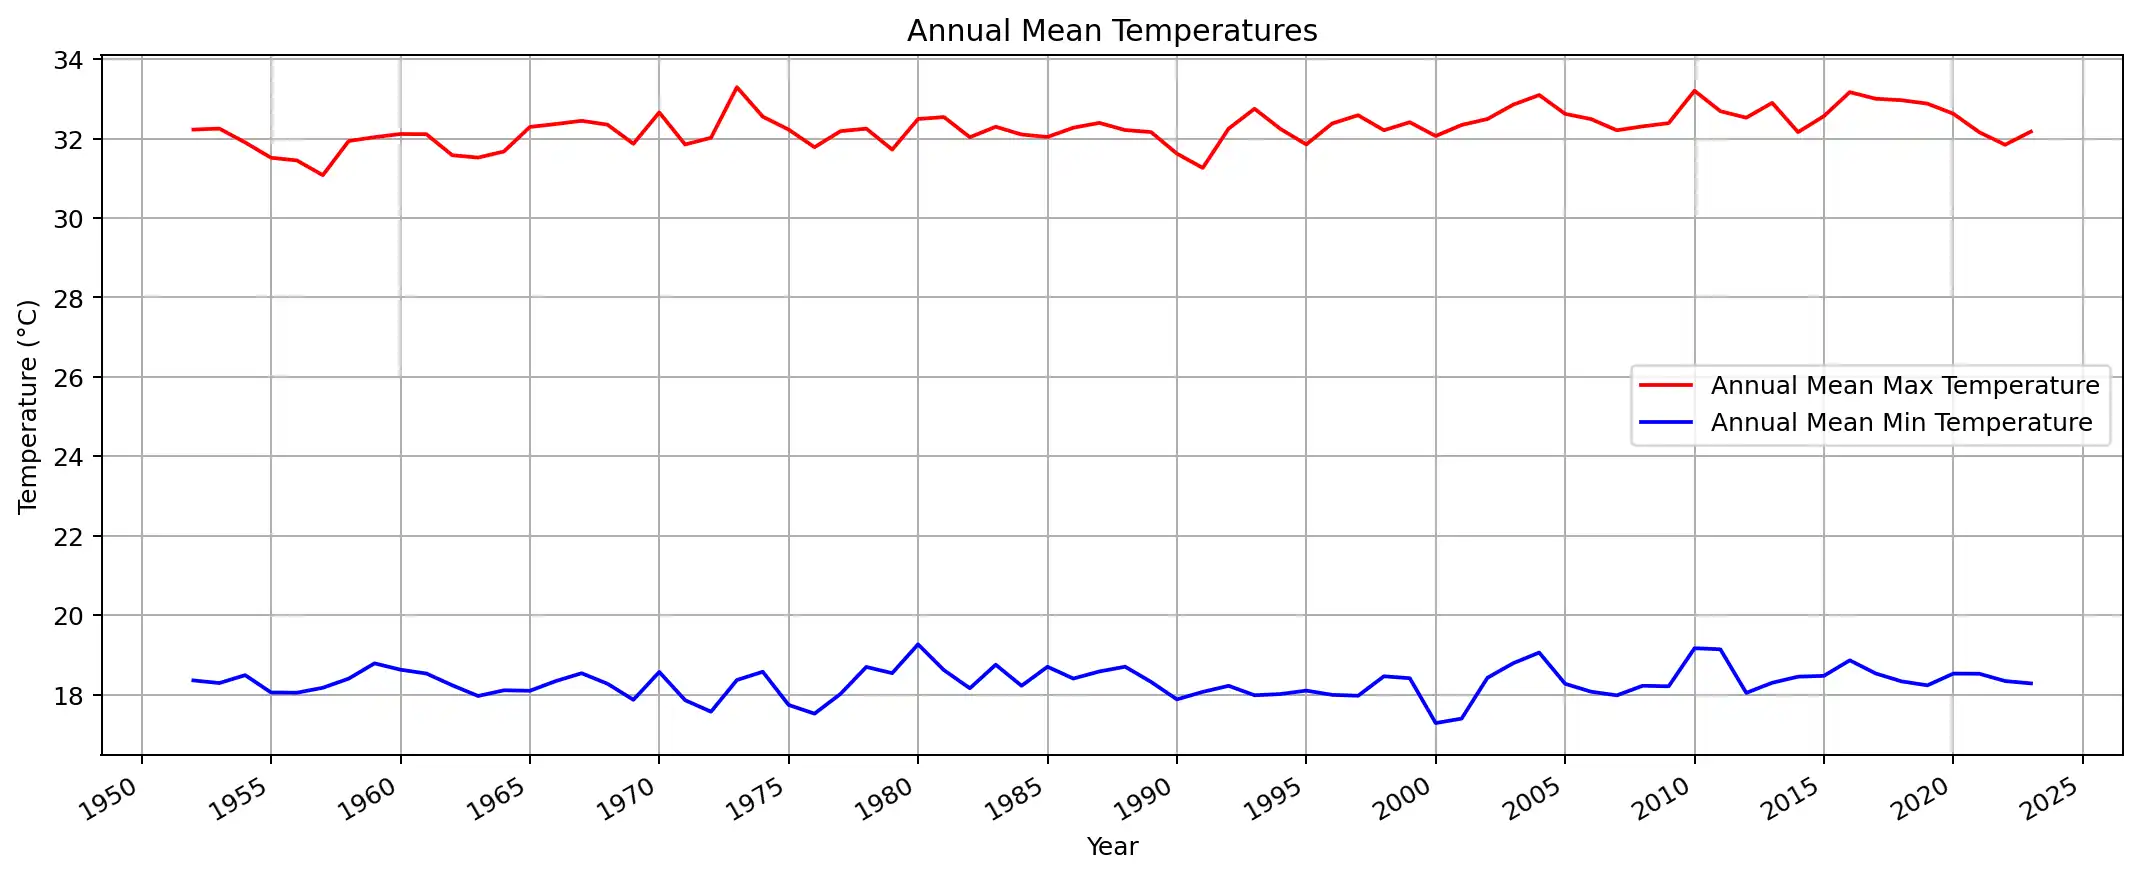 Annual Mean Temperatures
34
32
30
28
26
24
22
20
18
Temperature (°C)
Annual Mean Max Temperature
Annual Mean Min Temperature
1950 1955 1960 1965 1970 1975 1980 1985 1990 1995 2000 2005 2010 2015 2020 2025
Year